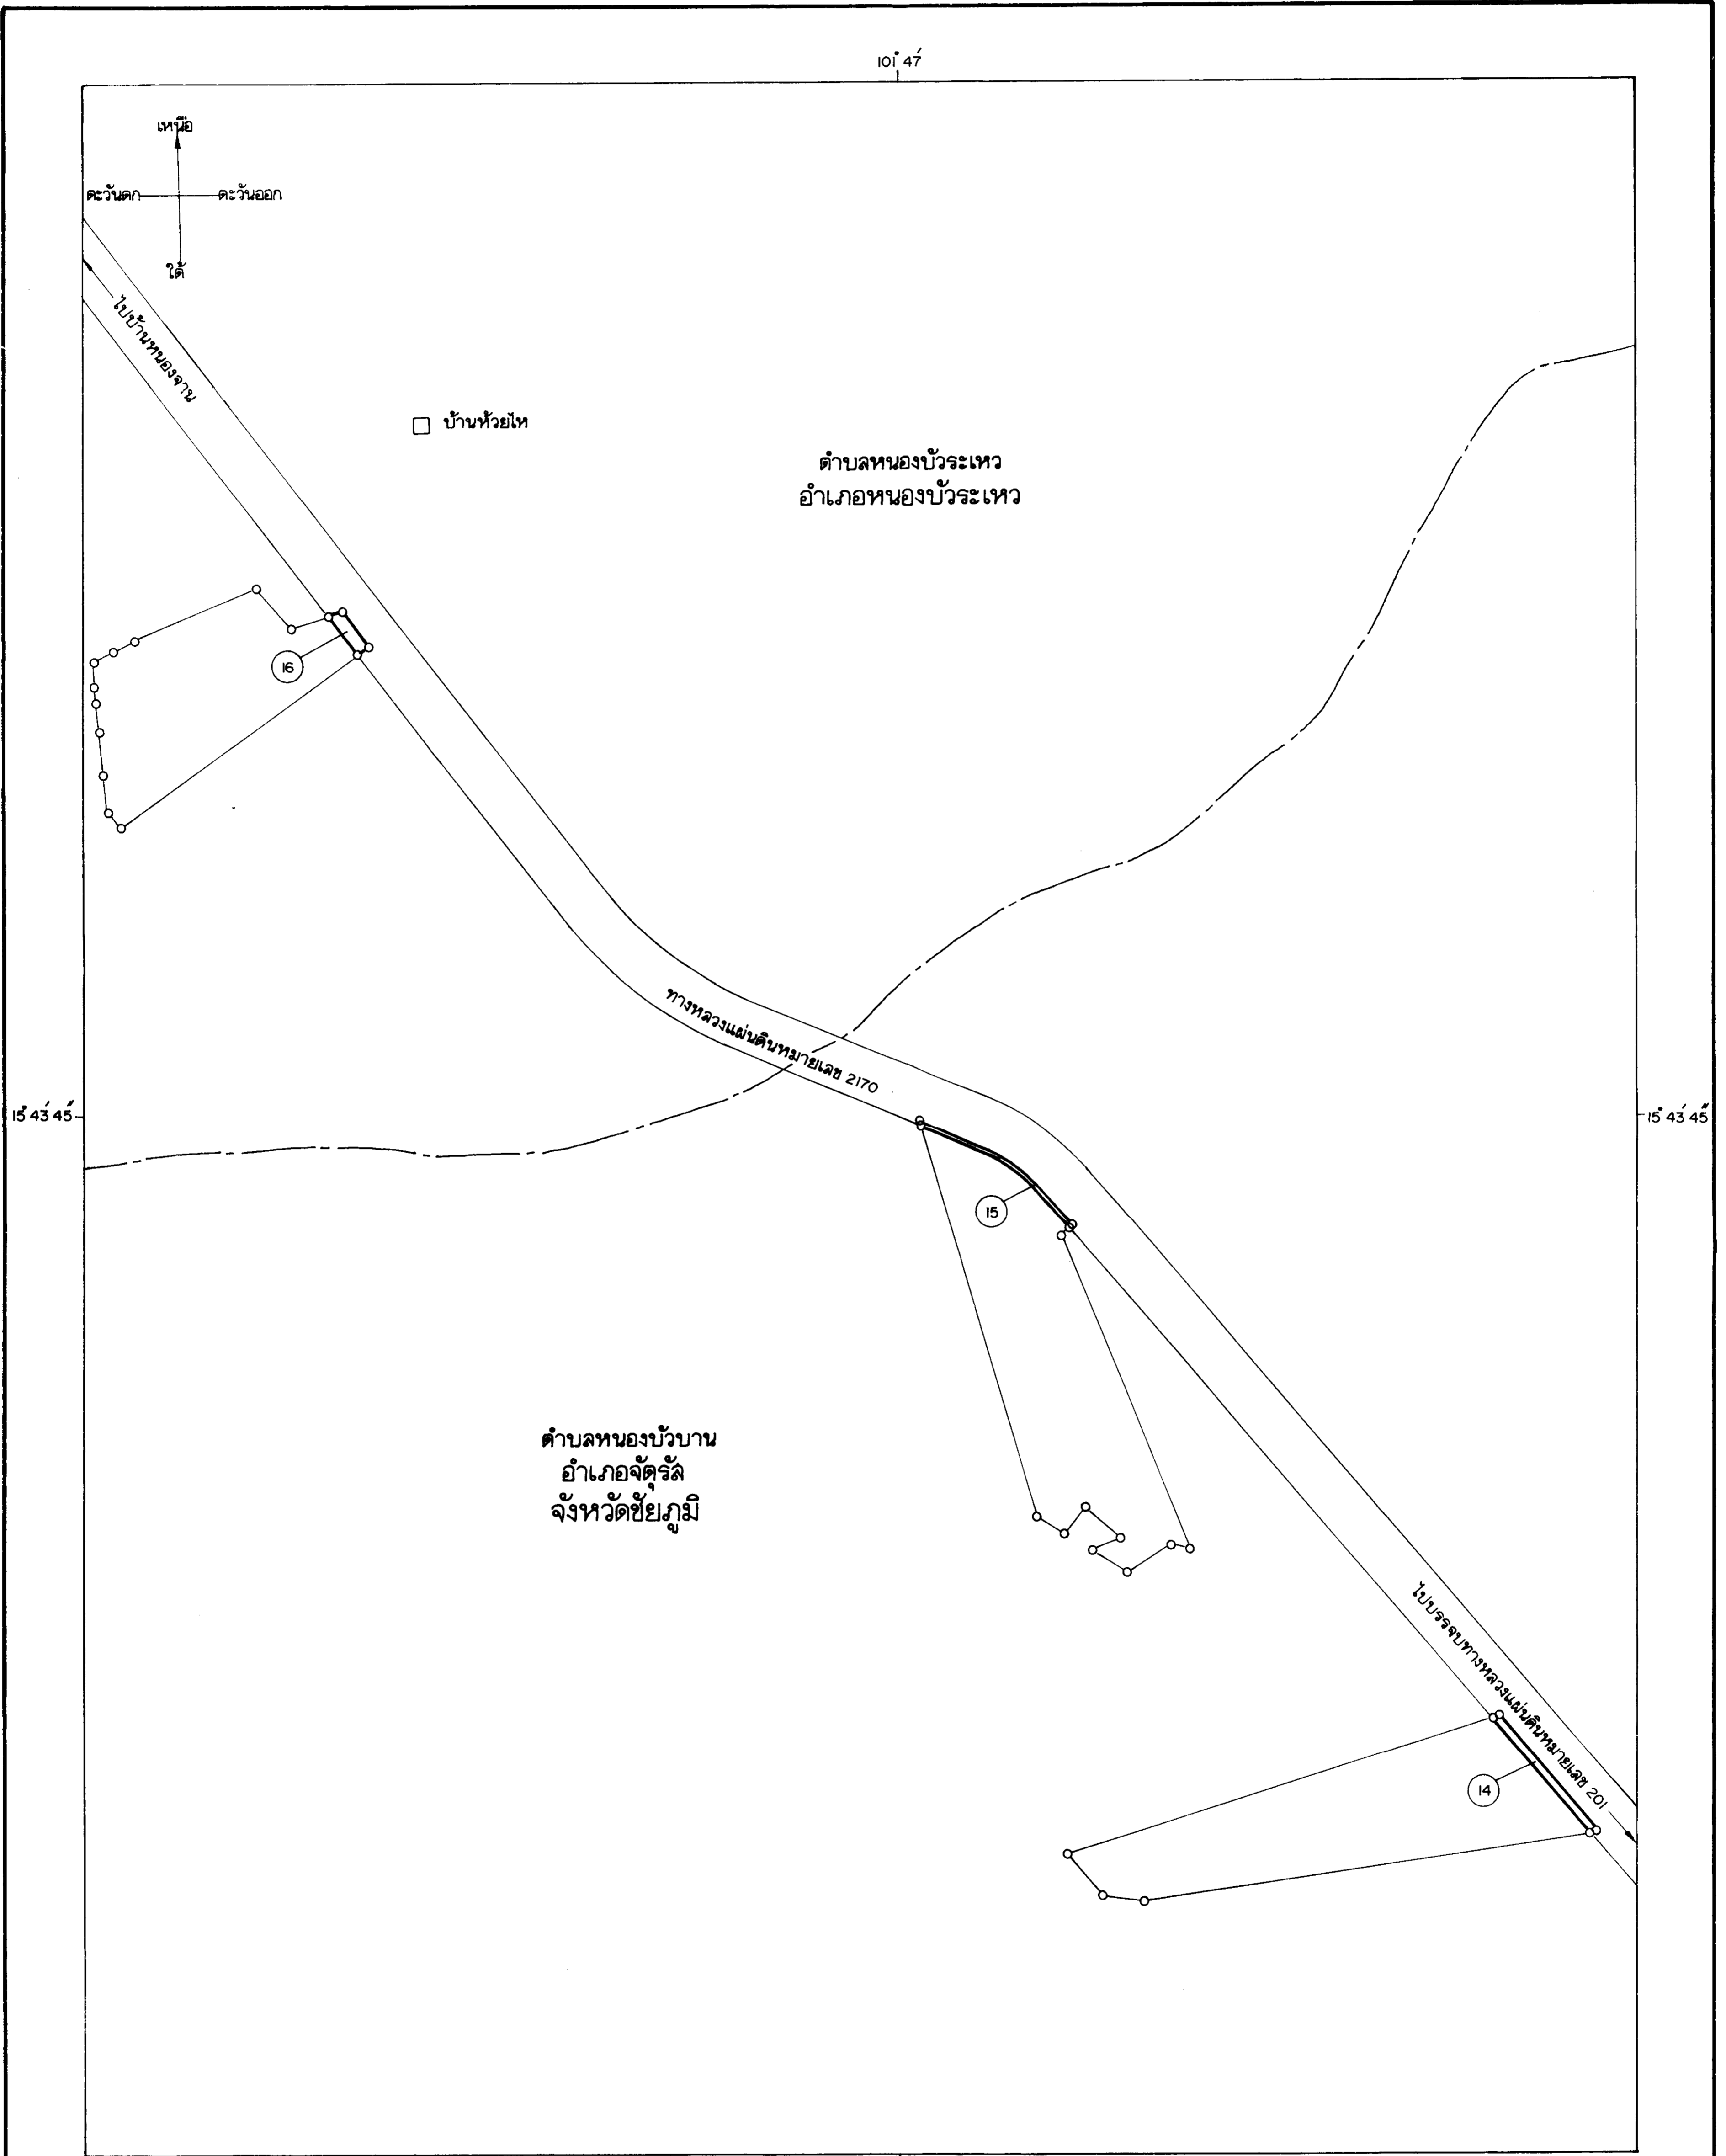 101° 47′
เหนือ
ตะวันตก
ตะวันออก
ใต้
ไปบ้านหนองจาน
บ้านห้วยไห
ตำบลหนองบัวระเหว
อำเภอหนองบัวระเหว
16
ทางหลวงแผ่นดินหมายเลข 2170
15° 43′ 45″
15° 43′ 45″
15
ตำบลหนองบัวบาน
อำเภอจัตุรัส
จังหวัดชัยภูมิ
ไปบรรจบทางหลวงแผ่นดินหมายเลข 201
14